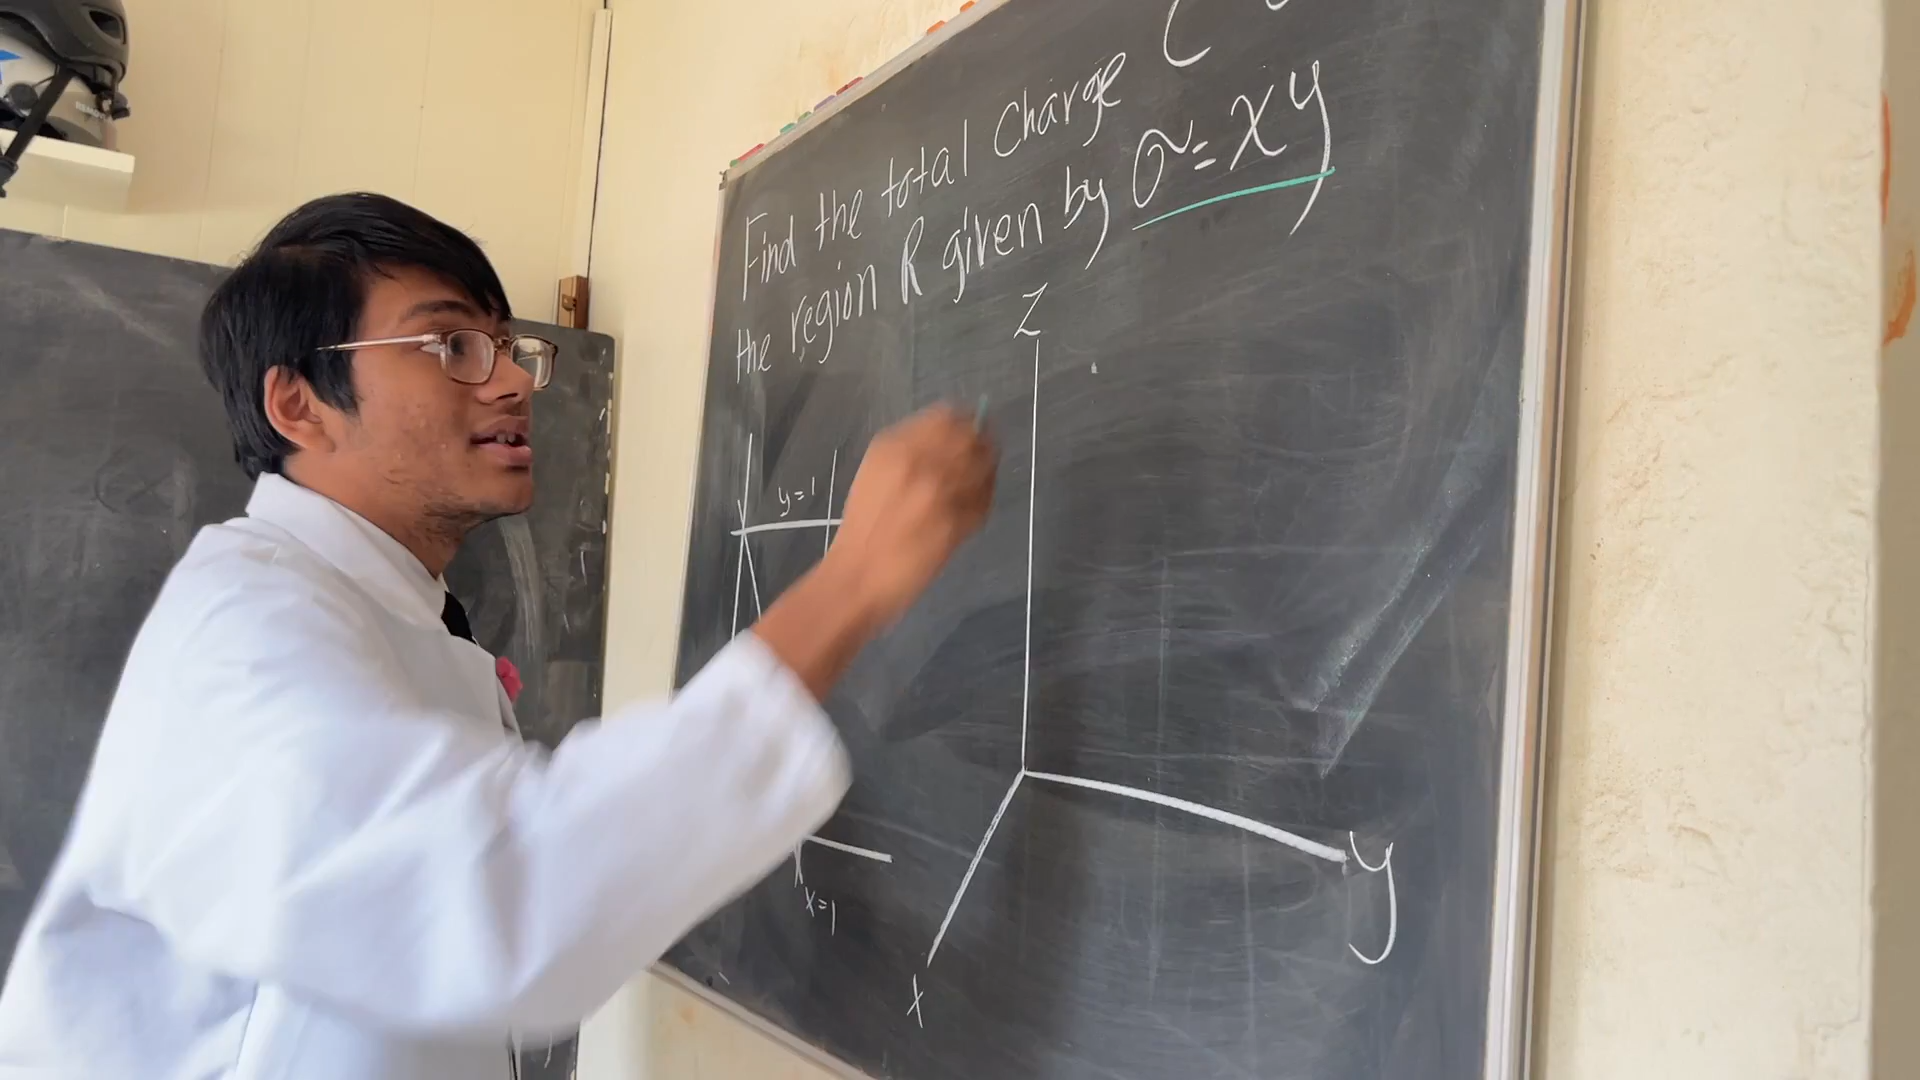 Find the total Charge (
the region R given by σ = xy
z
y = 1
y
x = 1
x